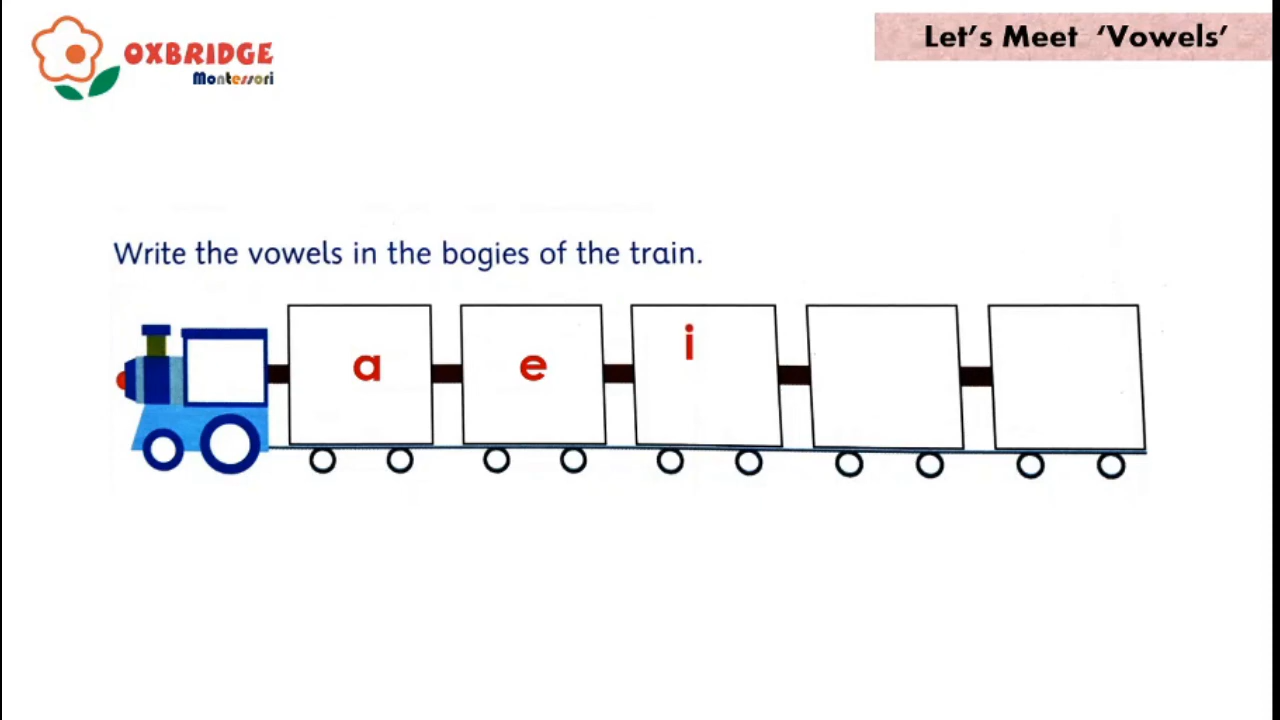 OXBRIDGE
Montessori
Let's Meet 'Vowels'
Write the vowels in the bogies of the train.
a e i